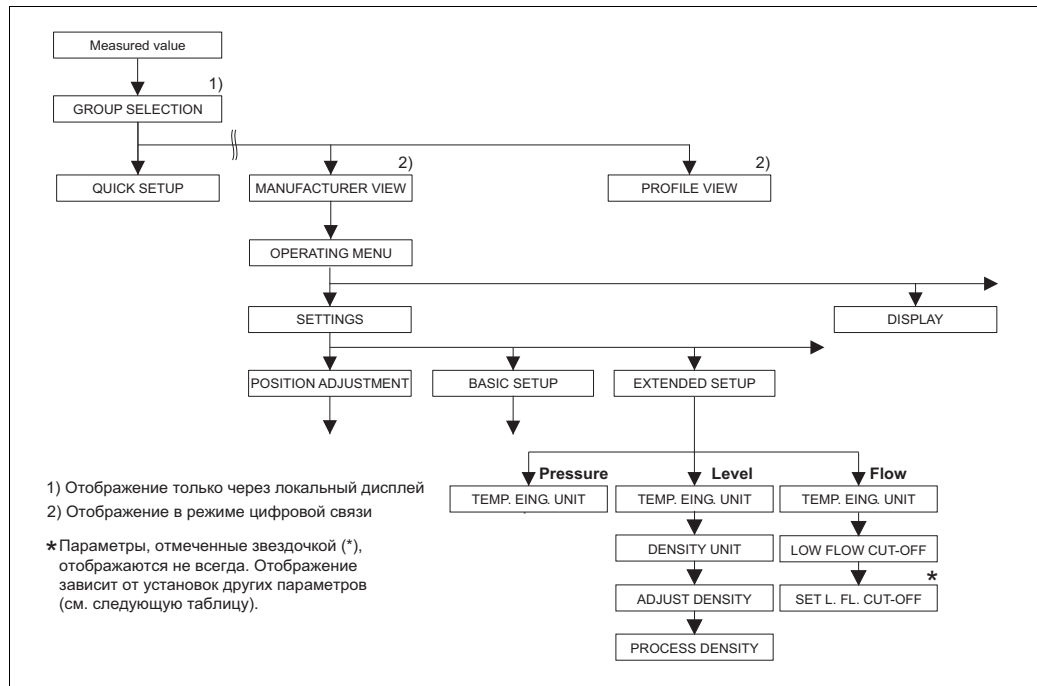 Measured value
1)
GROUP SELECTION
2)
2)
QUICK SETUP
MANUFACTURER VIEW
PROFILE VIEW
OPERATING MENU
SETTINGS
DISPLAY
POSITION ADJUSTMENT
BASIC SETUP
EXTENDED SETUP
Pressure
Level
Flow
TEMP. EING. UNIT
TEMP. EING. UNIT
TEMP. EING. UNIT
DENSITY UNIT
LOW FLOW CUT-OFF
*
ADJUST DENSITY
SET L. FL. CUT-OFF
PROCESS DENSITY
1) Отображение только через локальный дисплей
2) Отображение в режиме цифровой связи
* Параметры, отмеченные звездочкой (*),
отображаются не всегда. Отображение
зависит от установок других параметров
(см. следующую таблицу).